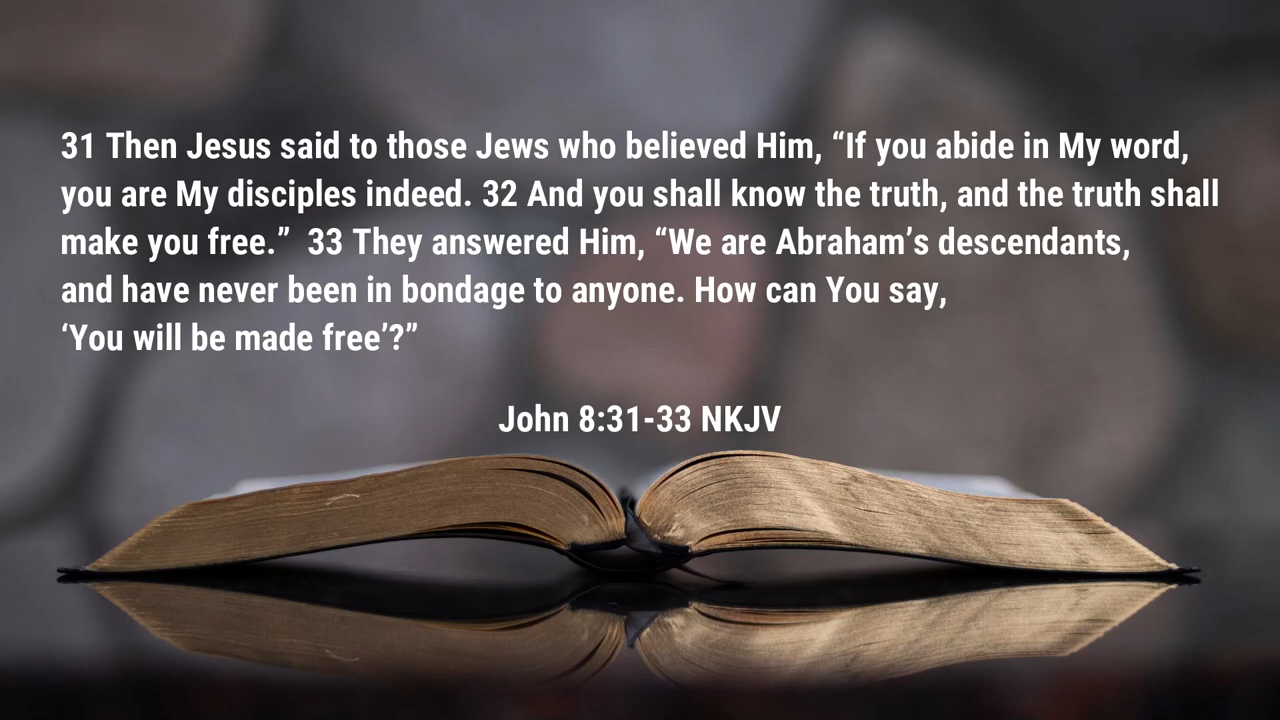 31 Then Jesus said to those Jews who believed Him, “If you abide in My word,
you are My disciples indeed. 32 And you shall know the truth, and the truth shall
make you free.”  33 They answered Him, “We are Abraham’s descendants,
and have never been in bondage to anyone. How can You say,
‘You will be made free’?”
John 8:31-33 NKJV